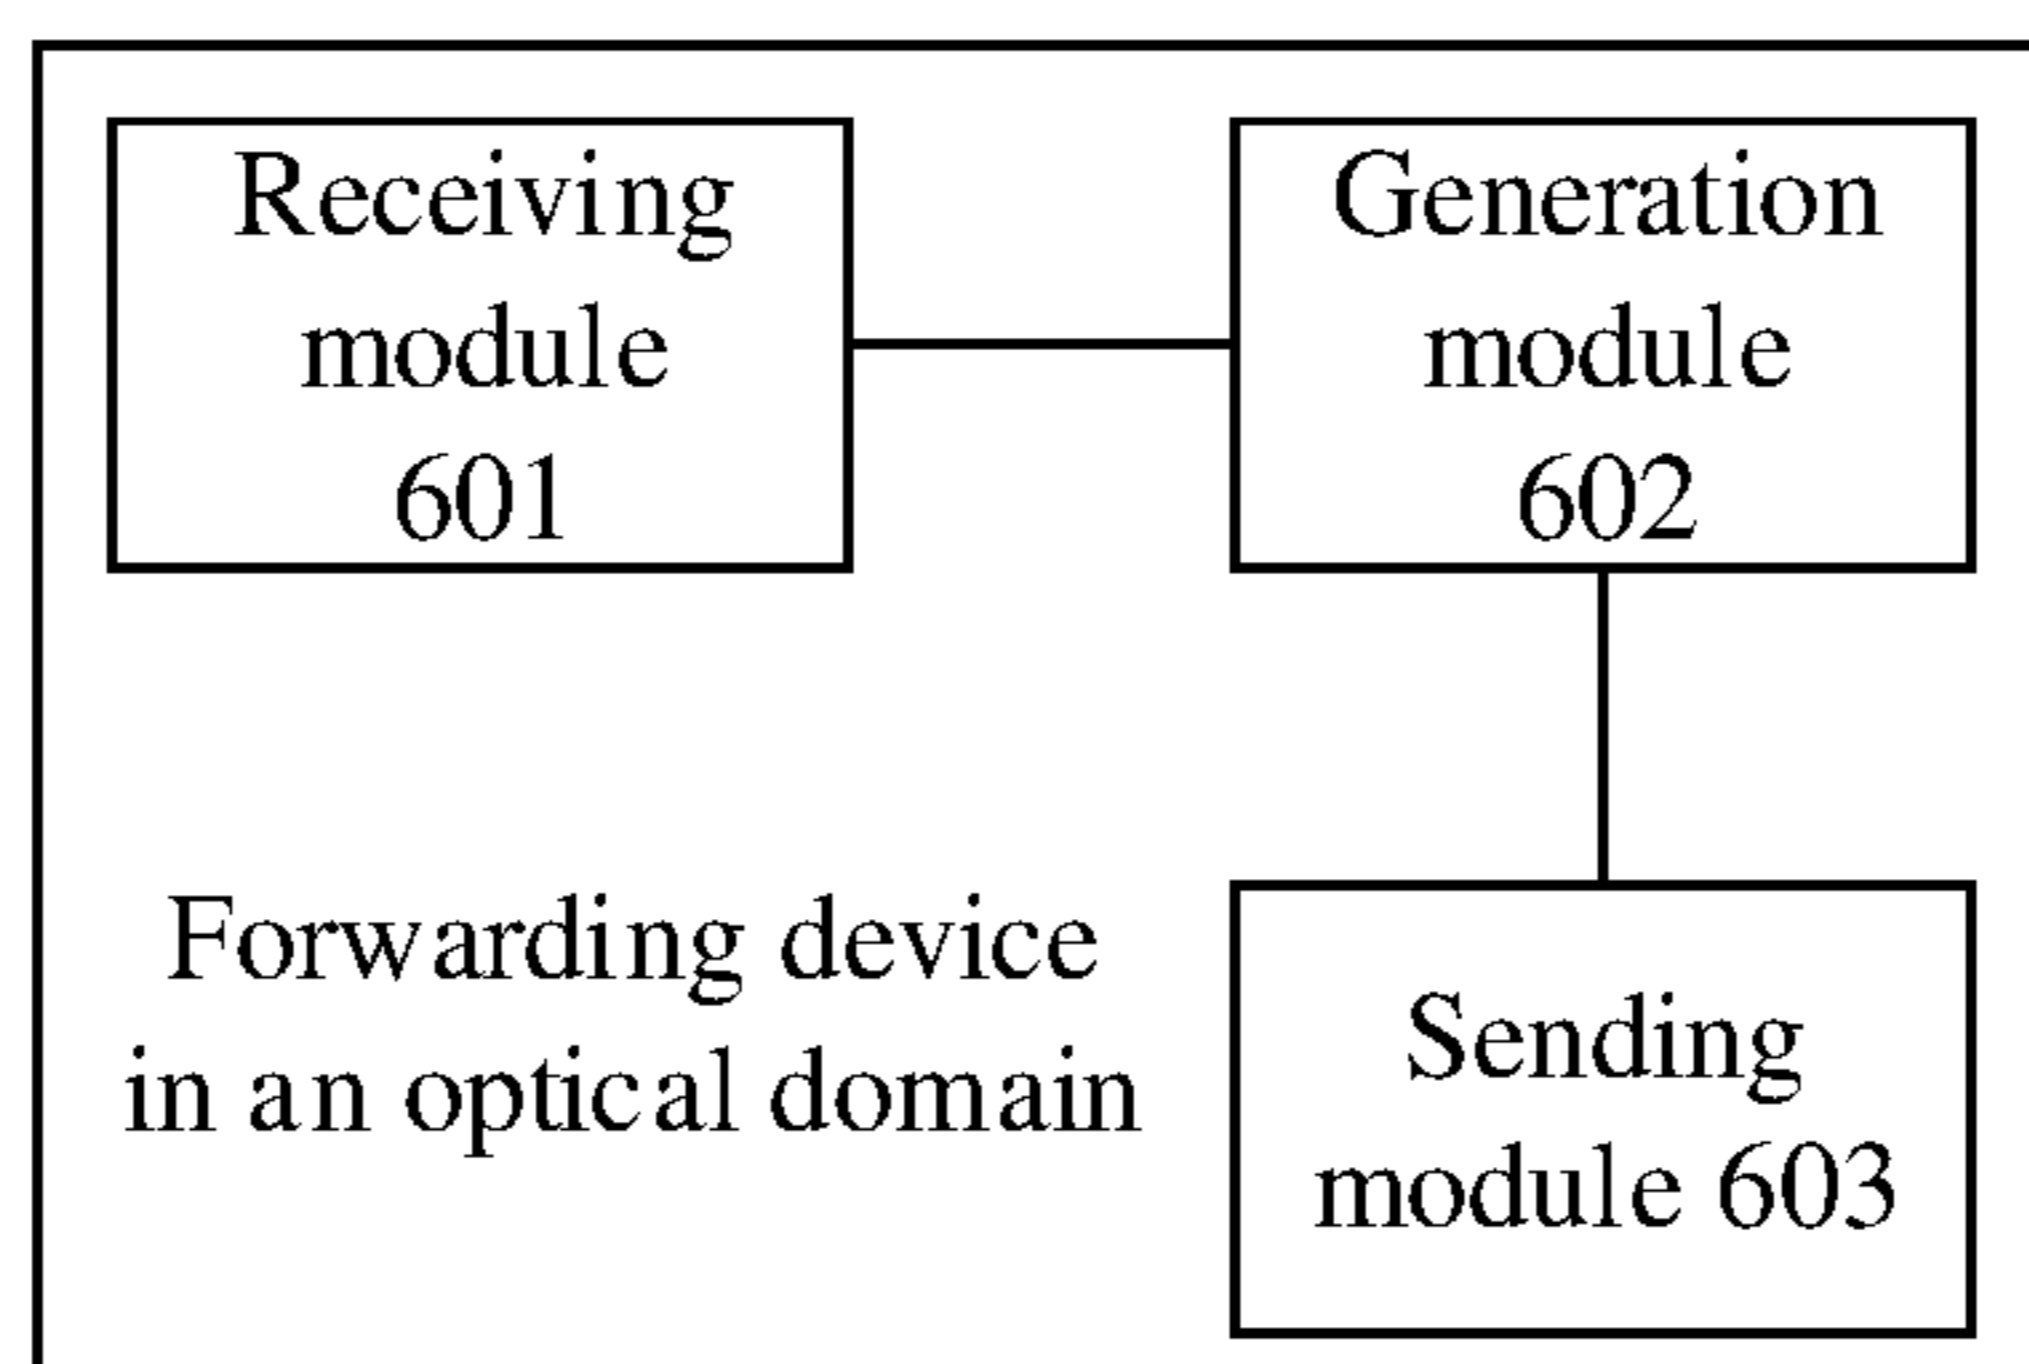 Receiving
module
601
Generation
module
602
Forwarding device
in an optical domain
Sending
module 603